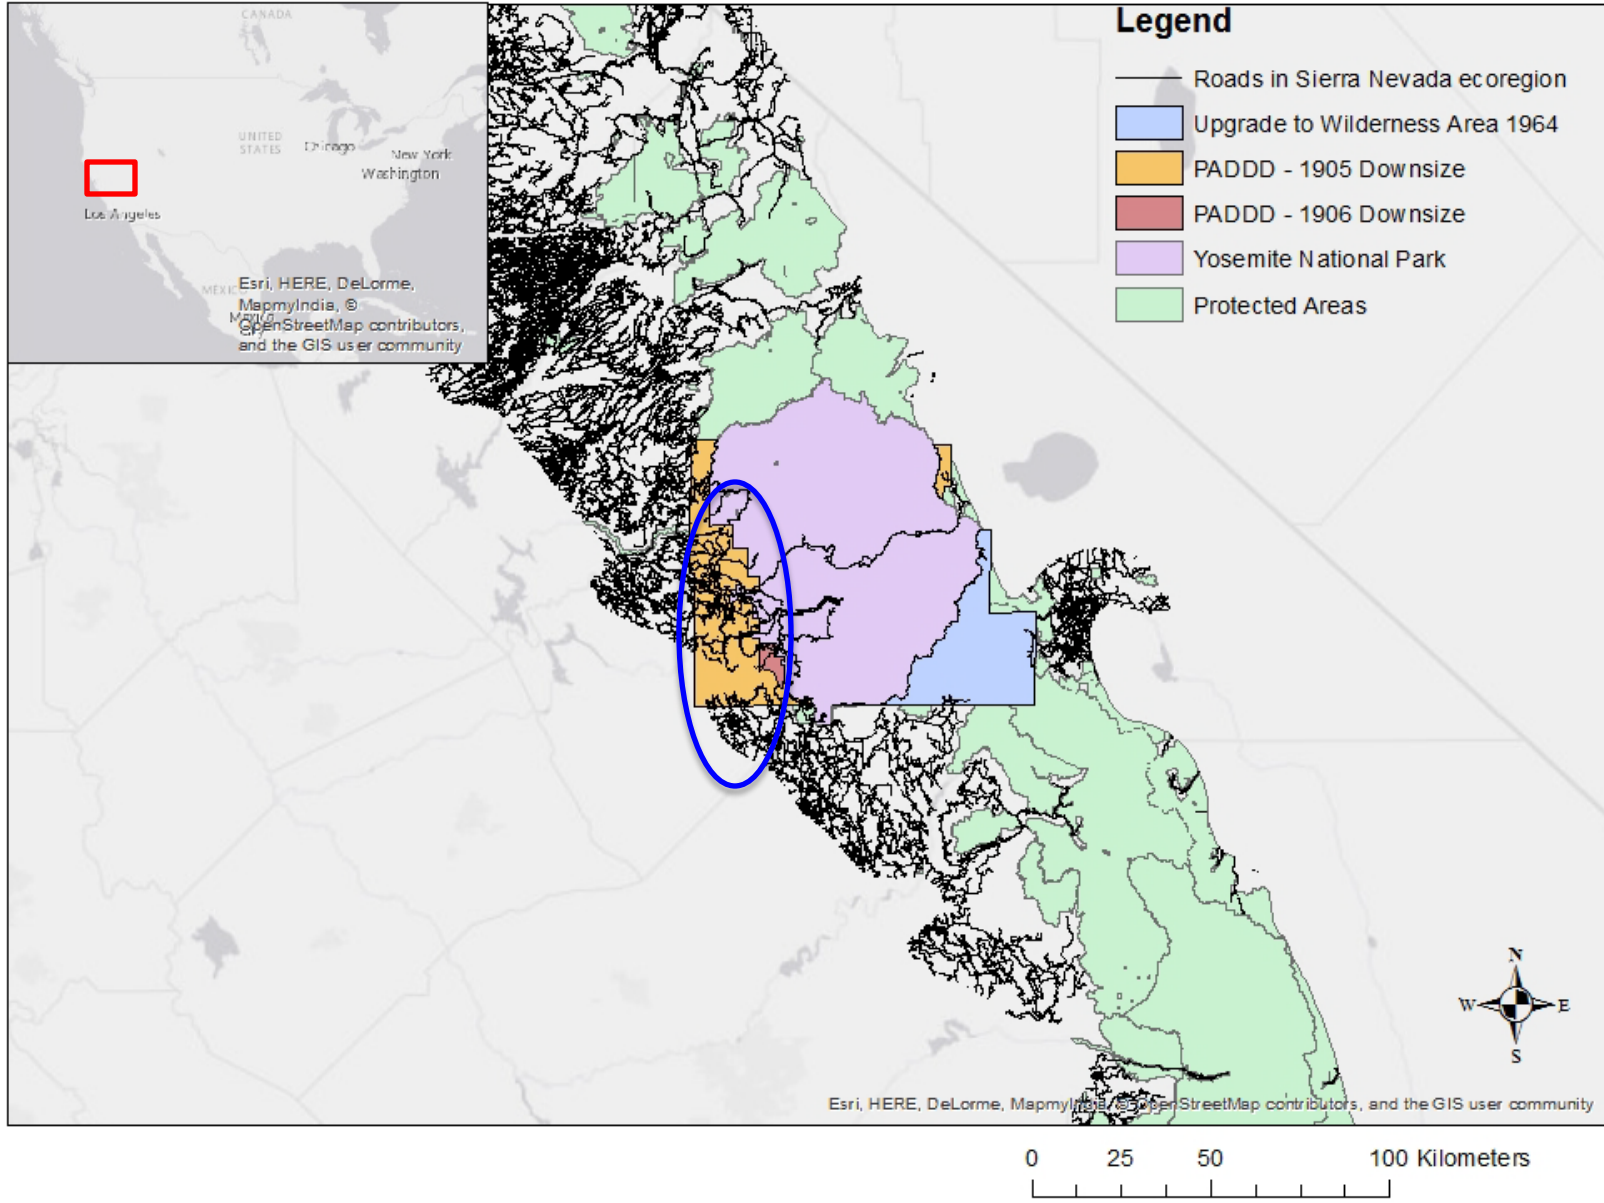 CANADA
UNITED
STATES
Chicago
New York
Washington
Los Angeles
MEXICO
Esri, HERE, DeLorme,
MapmyIndia, ©
OpenStreetMap contributors,
and the GIS user community
Legend
Roads in Sierra Nevada ecoregion
Upgrade to Wilderness Area 1964
PADDD - 1905 Downsize
PADDD - 1906 Downsize
Yosemite National Park
Protected Areas
N
W E
S
Esri, HERE, DeLorme, MapmyIndia, © OpenStreetMap contributors, and the GIS user community
0 25 50 100 Kilometers